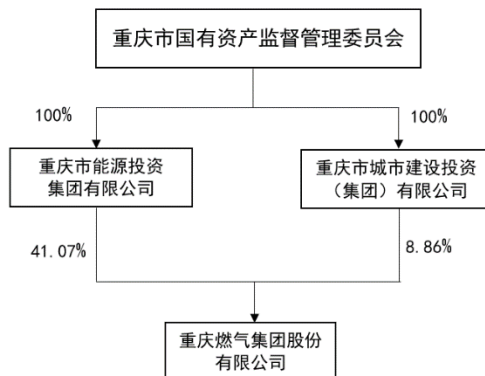 重庆市国有资产监督管理委员会
100%
100%
重庆市能源投资
集团有限公司
重庆市城市建设投资
（集团）有限公司
41.07%
8.86%
重庆燃气集团股份
有限公司